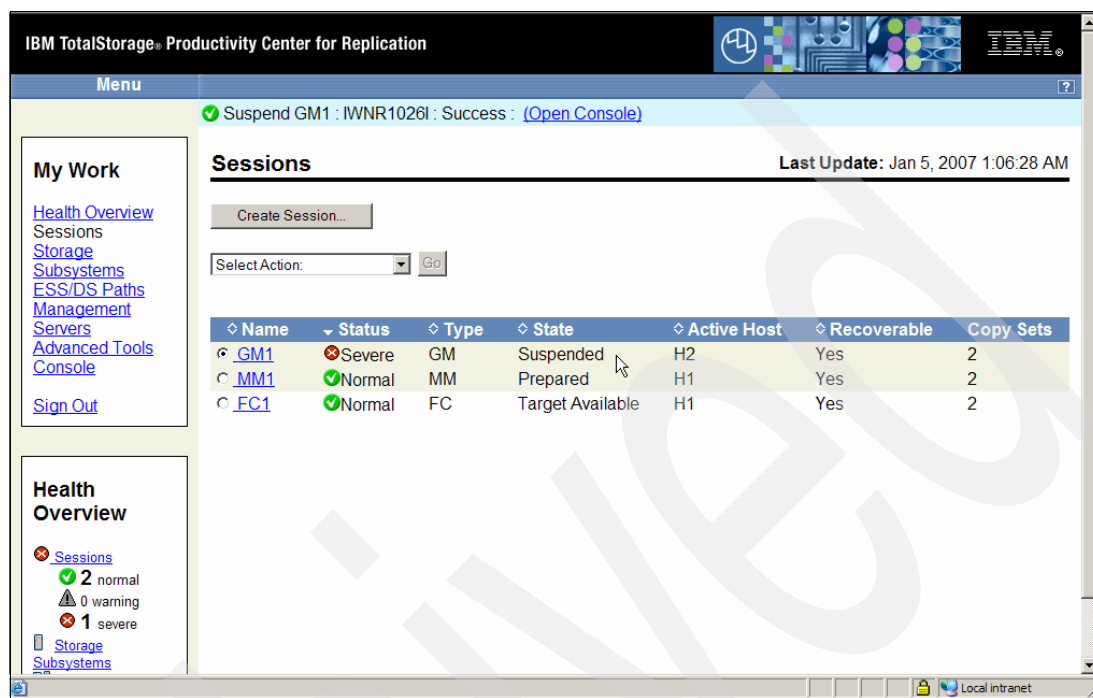 IBM TotalStorage® Productivity Center for Replication
IBM®
Menu
?
Suspend GM1 : IWNR1026I : Success : (Open Console)
My Work
Health Overview
Sessions
Storage
Subsystems
ESS/DS Paths
Management
Servers
Advanced Tools
Console
Sign Out
Sessions
Last Update: Jan 5, 2007 1:06:28 AM
Create Session...
Select Action:
Go
Name Status Type State Active Host Recoverable Copy Sets
GM1 Severe GM Suspended H2 Yes 2
MM1 Normal MM Prepared H1 Yes 2
FC1 Normal FC Target Available H1 Yes 2
Health
Overview
Sessions
2 normal
0 warning
1 severe
Storage
Subsystems
Local intranet